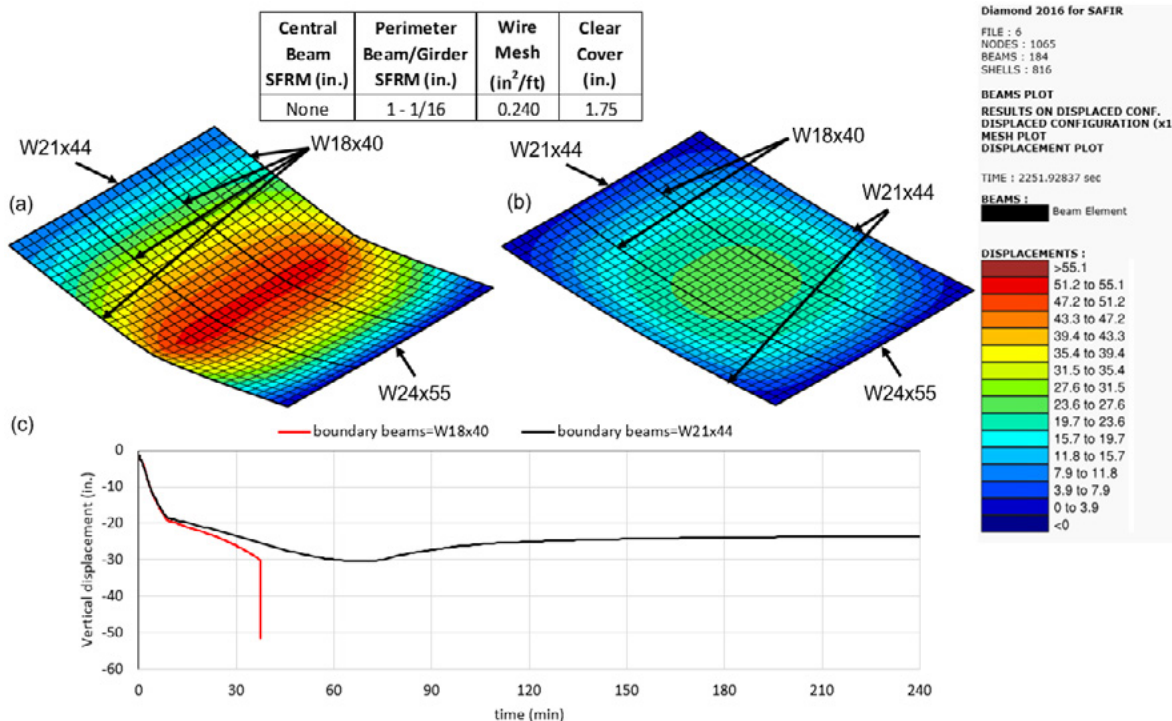 Central Beam SFRM (in.) Perimeter Beam/Girder SFRM (in.) Wire Mesh (in²/ft) Clear Cover (in.)
None 1 - 1/16 0.240 1.75
W21x44
W18x40
(a)
W24x55
W21x44
W18x40
(b)
W21x44
W24x55
Diamond 2016 for SAFIR
FILE : 6
NODES : 1065
BEAMS : 184
SHELLS : 816
BEAMS PLOT
RESULTS ON DISPLACED CONF.
DISPLACED CONFIGURATION (x1
MESH PLOT
DISPLACEMENT PLOT
TIME : 2251.92837 sec
BEAMS :
Beam Element
DISPLACEMENTS :
>55.1
51.2 to 55.1
47.2 to 51.2
43.3 to 47.2
39.4 to 43.3
35.4 to 39.4
31.5 to 35.4
27.6 to 31.5
23.6 to 27.6
19.7 to 23.6
15.7 to 19.7
11.8 to 15.7
7.9 to 11.8
3.9 to 7.9
0 to 3.9
<0
(c)
boundary beams=W18x40 boundary beams=W21x44
Vertical displacement (in.)
0
-10
-20
-30
-40
-50
-60
0 30 60 90 120 150 180 210 240
time (min)